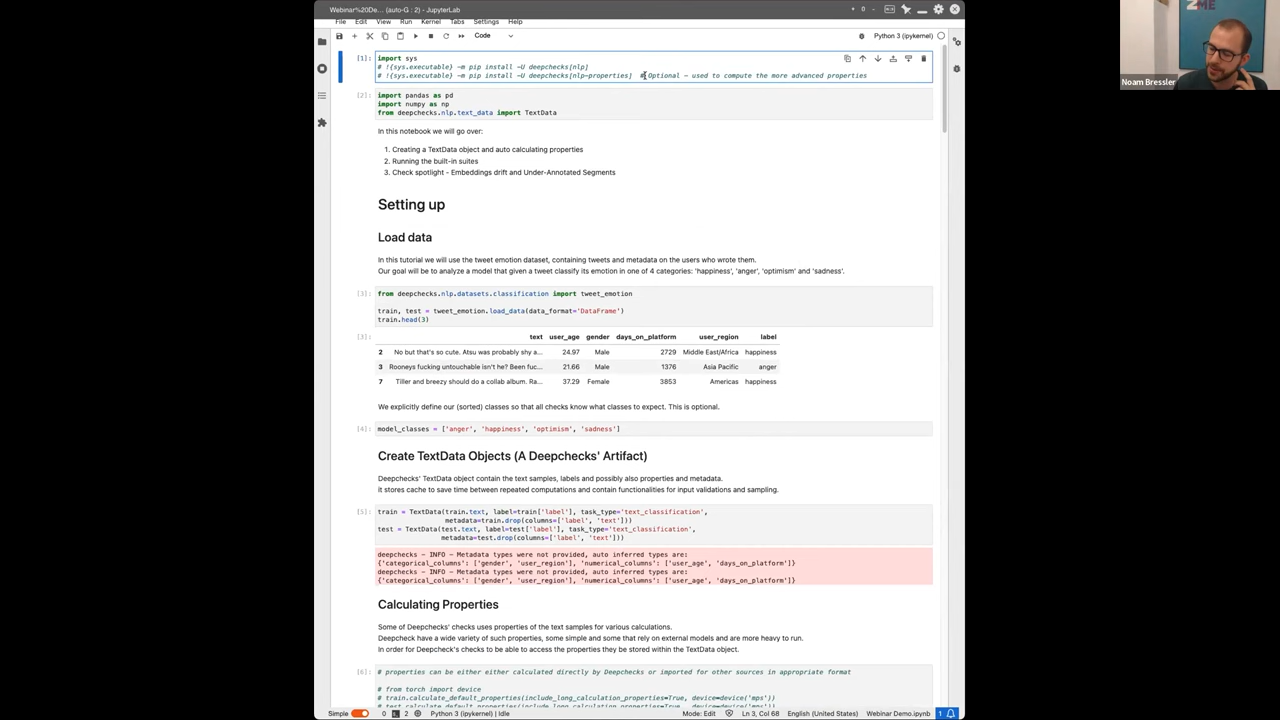 Webinar%20De... (auto-G : 2) - JupyterLab
File Edit View Run Kernel Tabs Settings Help
Code
Python 3 (ipykernel)
[1]: import sys
# !{sys.executable} -m pip install -U deepchecks[nlp]
# !{sys.executable} -m pip install -U deepchecks[nlp-properties]  # Optional - used to compute the more advanced properties
[2]: import pandas as pd
import numpy as np
from deepchecks.nlp.text_data import TextData
In this notebook we will go over:
1. Creating a TextData object and auto calculating properties
2. Running the built-in suites
3. Check spotlight - Embeddings drift and Under-Annotated Segments
Setting up
Load data
In this tutorial we will use the tweet emotion dataset, containing tweets and metadata on the users who wrote them.
Our goal will be to analyze a model that given a tweet classify its emotion in one of 4 categories: 'happiness', 'anger', 'optimism' and 'sadness'.
[3]: from deepchecks.nlp.datasets.classification import tweet_emotion
train, test = tweet_emotion.load_data(data_format='DataFrame')
train.head(3)
[3]: text user_age gender days_on_platform user_region label
2 No but that's so cute. Atsu was probably shy a... 24.97 Male 2729 Middle East/Africa happiness
3 Rooneys fucking untouchable isn't he? Been fuc... 21.66 Male 1376 Asia Pacific anger
7 Tiller and breezy should do a collab album. Ra... 37.29 Female 3853 Americas happiness
We explicitly define our (sorted) classes so that all checks know what classes to expect. This is optional.
[4]: model_classes = ['anger', 'happiness', 'optimism', 'sadness']
Create TextData Objects (A Deepchecks' Artifact)
Deepchecks' TextData object contain the text samples, labels and possibly also properties and metadata.
it stores cache to save time between repeated computations and contain functionalities for input validations and sampling.
[5]: train = TextData(train.text, label=train['label'], task_type='text_classification',
metadata=train.drop(columns=['label', 'text']))
test = TextData(test.text, label=test['label'], task_type='text_classification',
metadata=test.drop(columns=['label', 'text']))
deepchecks - INFO - Metadata types were not provided, auto inferred types are:
{'categorical_columns': ['gender', 'user_region'], 'numerical_columns': ['user_age', 'days_on_platform']}
deepchecks - INFO - Metadata types were not provided, auto inferred types are:
{'categorical_columns': ['gender', 'user_region'], 'numerical_columns': ['user_age', 'days_on_platform']}
Calculating Properties
Some of Deepchecks' checks uses properties of the text samples for various calculations.
Deepcheck have a wide variety of such properties, some simple and some that rely on external models and are more heavy to run.
In order for Deepcheck's checks to be able to access the properties they be stored within the TextData object.
[6]: # properties can be either either calculated directly by Deepchecks or imported for other sources in appropriate format
# from torch import device
# train.calculate_default_properties(include_long_calculation_properties=True, device=device('mps'))
# test.calculate_default_properties(include_long_calculation_properties=True, device=device('mps'))
Simple 0 2 Python 3 (ipykernel) | Idle
Mode: Edit Ln 3, Col 68 English (United States) Webinar Demo.ipynb 1
Noam Bressler